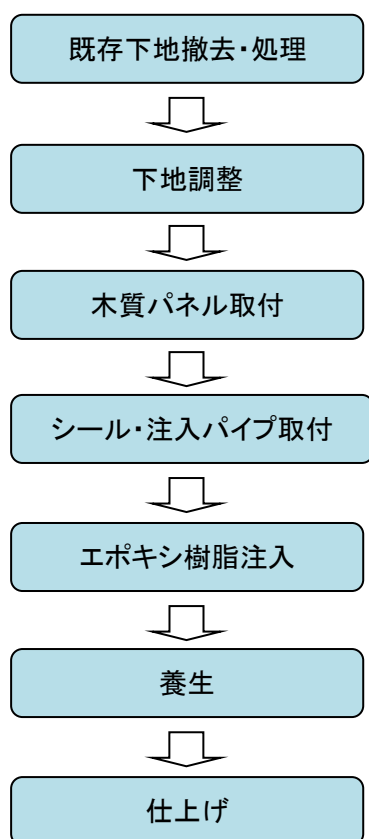 既存下地撤去・処理
下地調整
木質パネル取付
シール・注入パイプ取付
エポキシ樹脂注入
養生
仕上げ